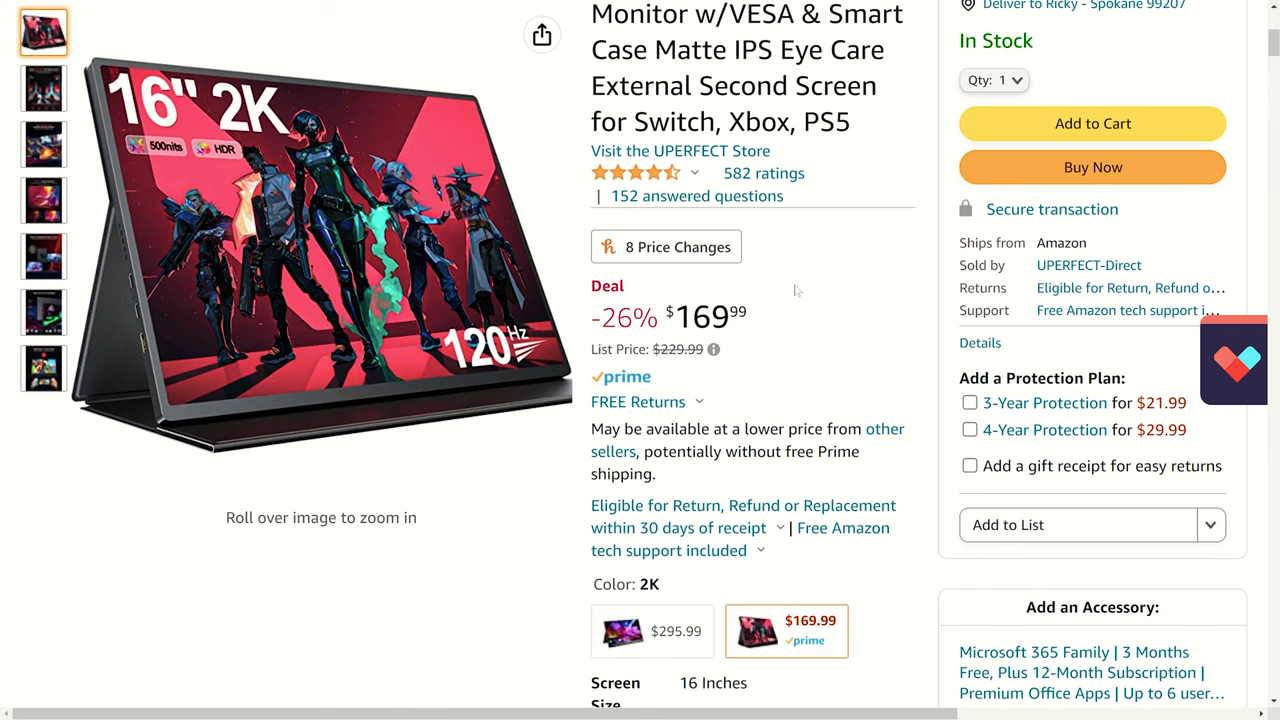 16" 2K
500nits
HDR
120Hz
Roll over image to zoom in
Monitor w/VESA & Smart
Case Matte IPS Eye Care
External Second Screen
for Switch, Xbox, PS5
Visit the UPERFECT Store
582 ratings
| 152 answered questions
8 Price Changes
Deal
-26% $169 99
List Price: $229.99
prime
FREE Returns
May be available at a lower price from other
sellers, potentially without free Prime
shipping.
Eligible for Return, Refund or Replacement
within 30 days of receipt | Free Amazon
tech support included
Color: 2K
$295.99
$169.99
prime
Screen 16 Inches
Size
Deliver to Ricky - Spokane 99207
In Stock
Qty: 1
Add to Cart
Buy Now
Secure transaction
Ships from Amazon
Sold by UPERFECT-Direct
Returns Eligible for Return, Refund o...
Support Free Amazon tech support i...
Details
Add a Protection Plan:
3-Year Protection for $21.99
4-Year Protection for $29.99
Add a gift receipt for easy returns
Add to List
Add an Accessory:
Microsoft 365 Family | 3 Months
Free, Plus 12-Month Subscription |
Premium Office Apps | Up to 6 user...